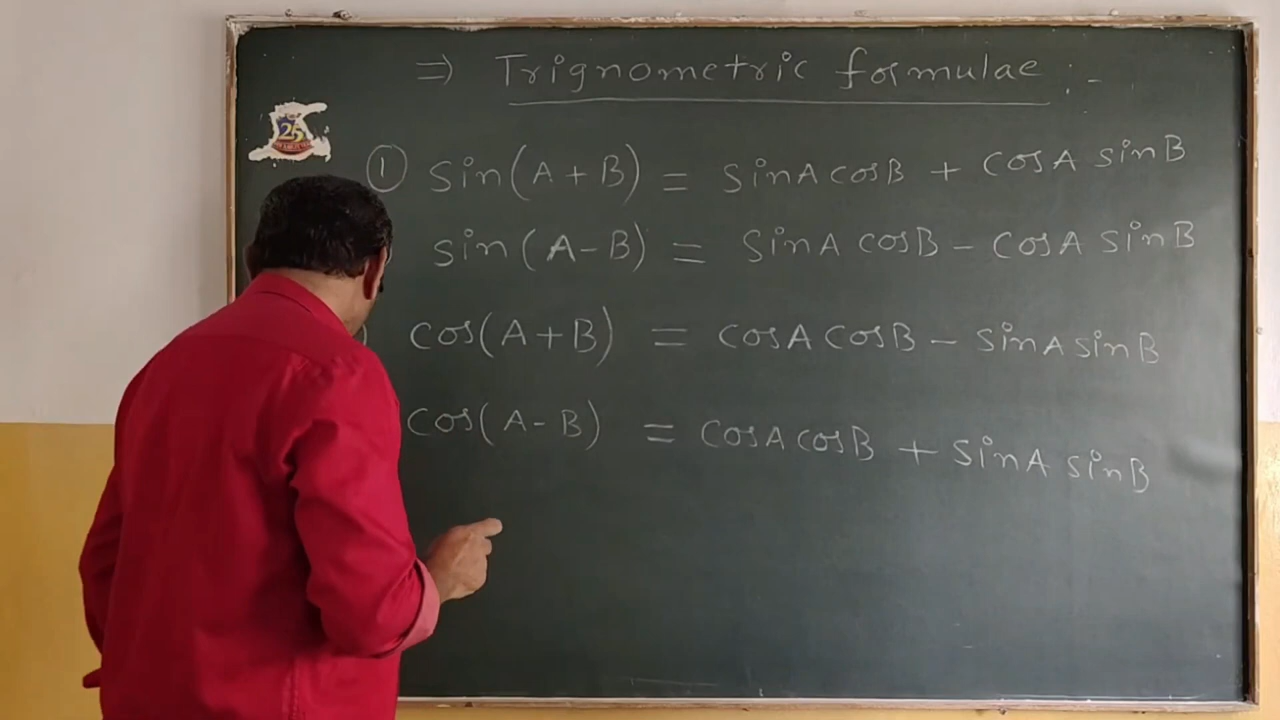 ⇒ Trignometric formulae :-
25
① sin(A+B) = sinA cosB + cosA sinB
sin(A-B) = sinA cosB - cosA sinB
) cos(A+B) = cosA cosB - sinA sinB
cos(A-B) = cosA cosB + sinA sinB